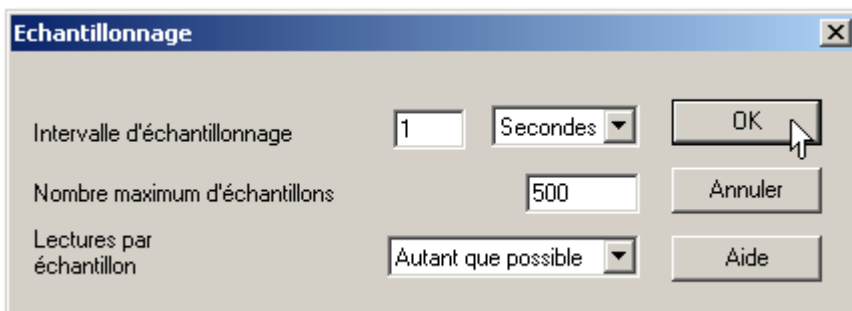 Echantillonnage
Intervalle d'échantillonnage 1 Secondes OK
Nombre maximum d'échantillons 500 Annuler
Lectures par
échantillon Autant que possible Aide